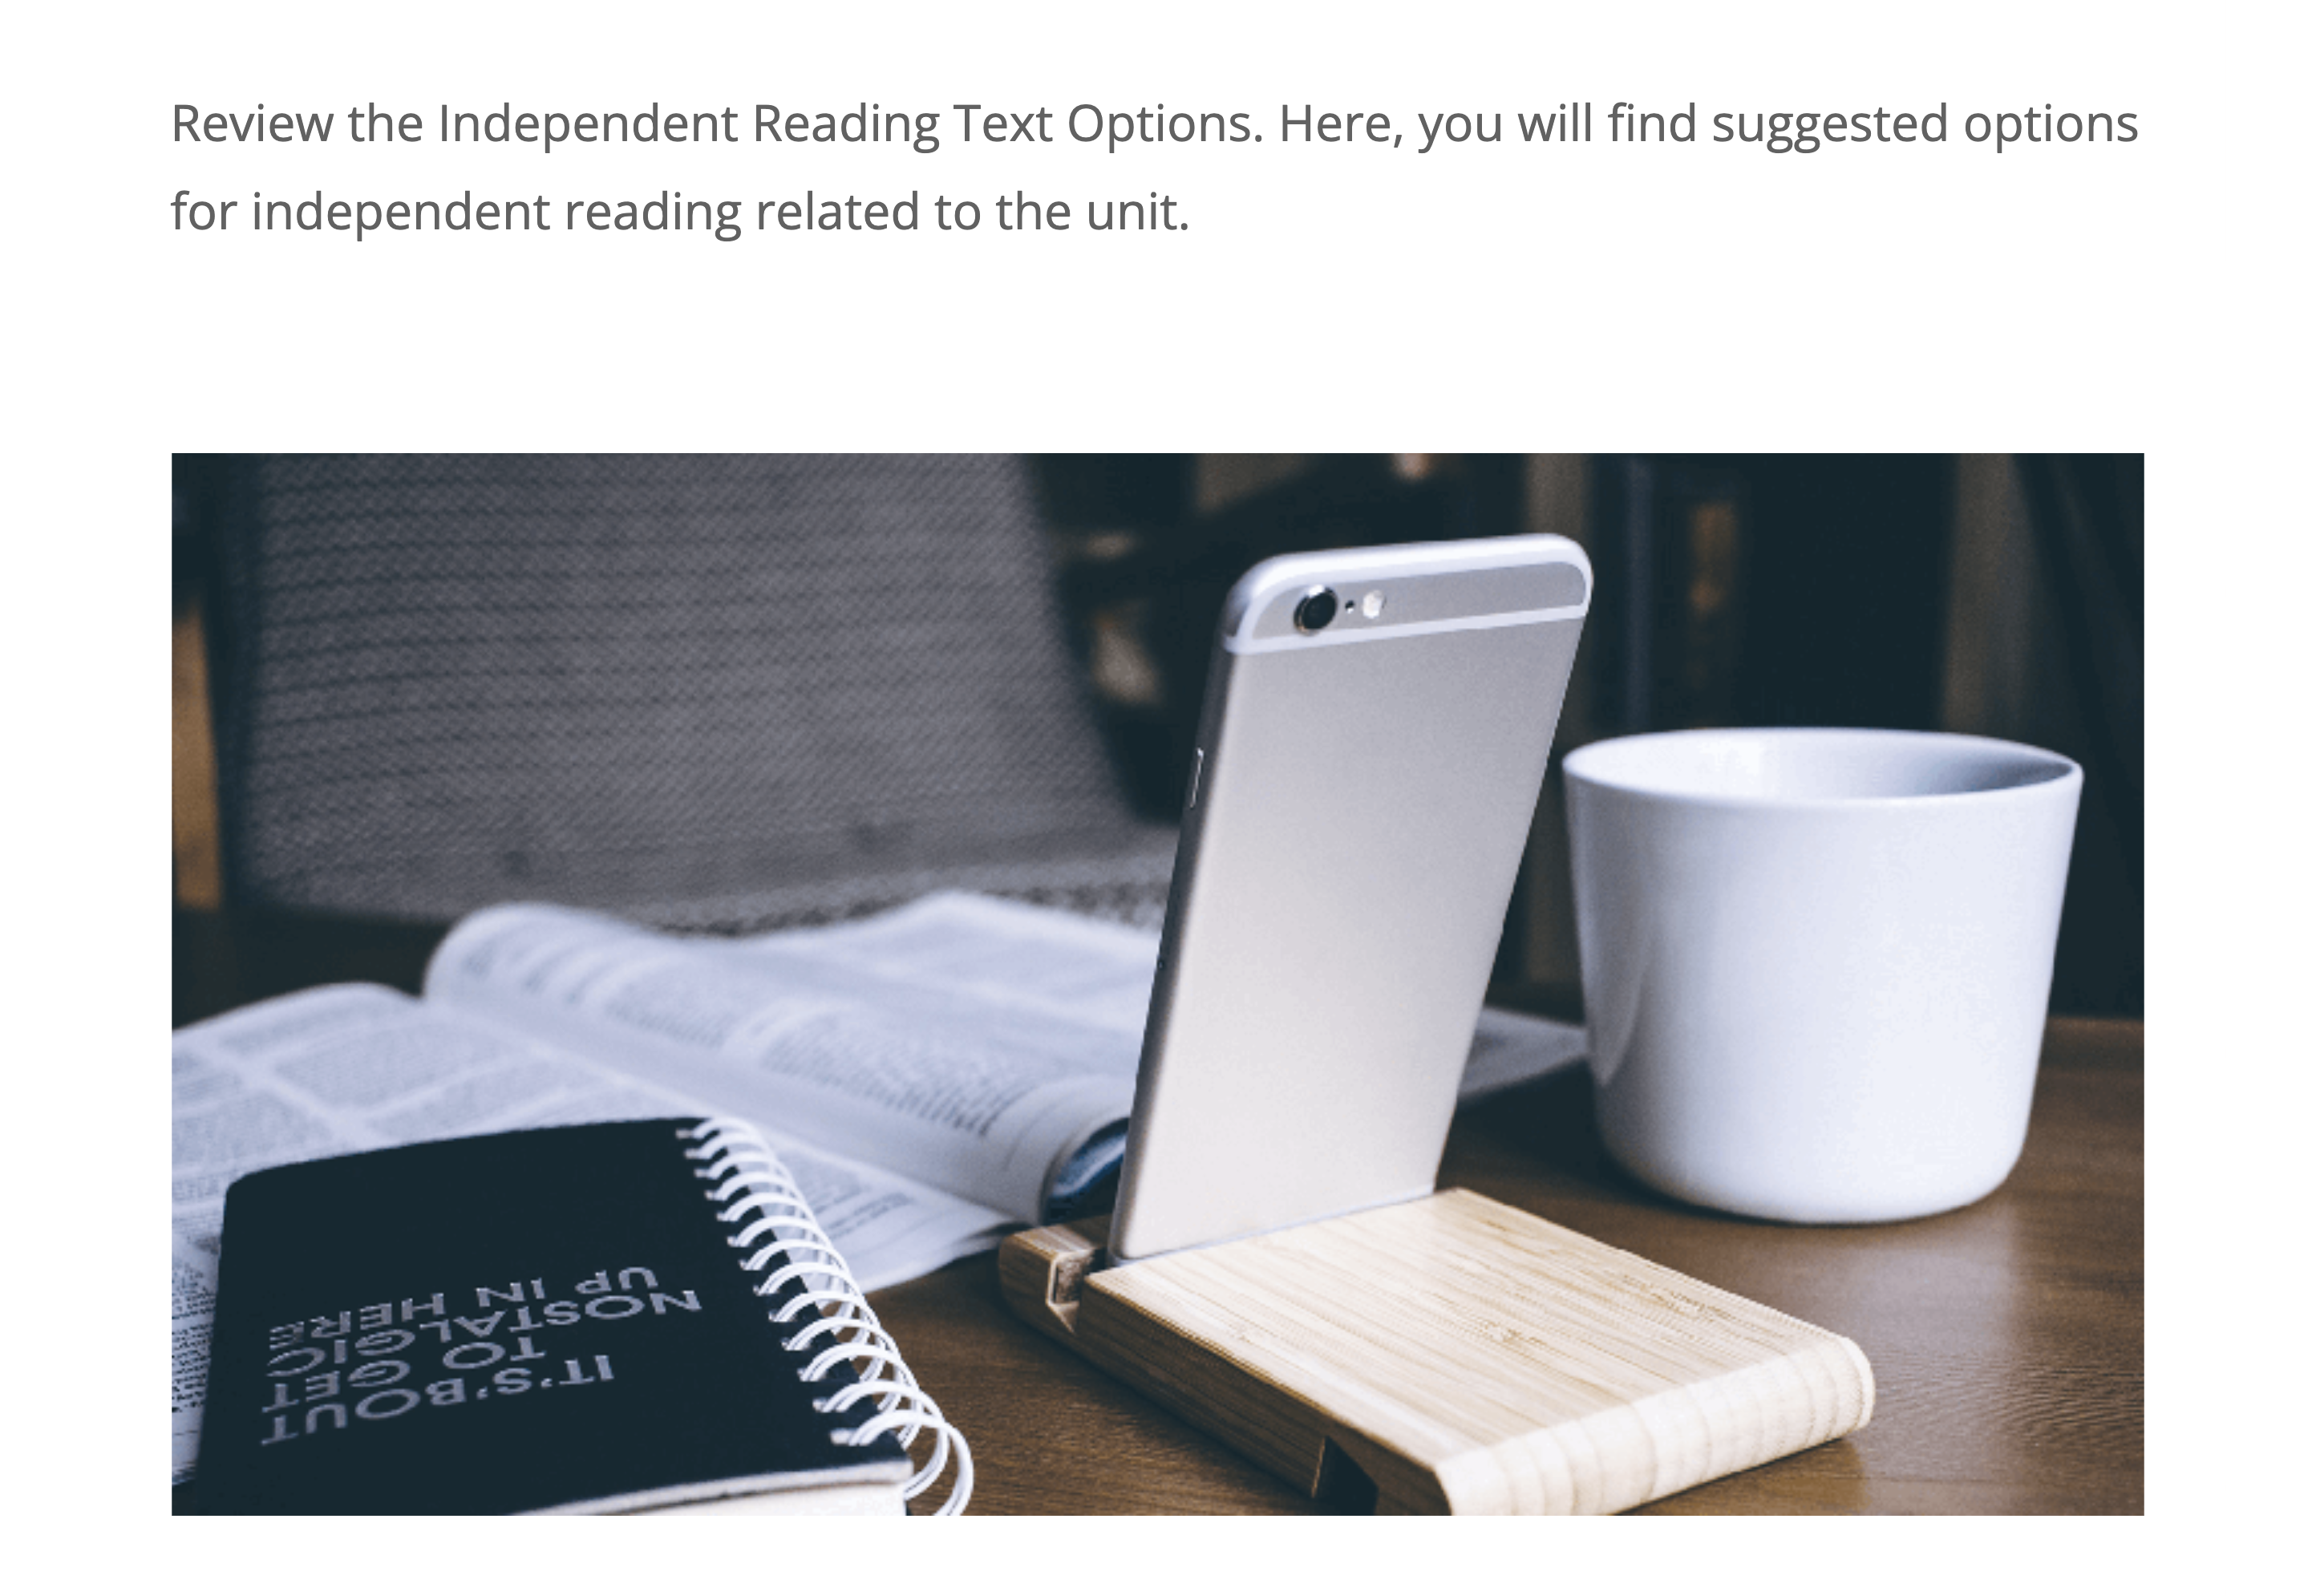 Review the Independent Reading Text Options. Here, you will find suggested options
for independent reading related to the unit.
IT'S 'BOUT
TO GET
NOSTALGIC
UP IN HERE